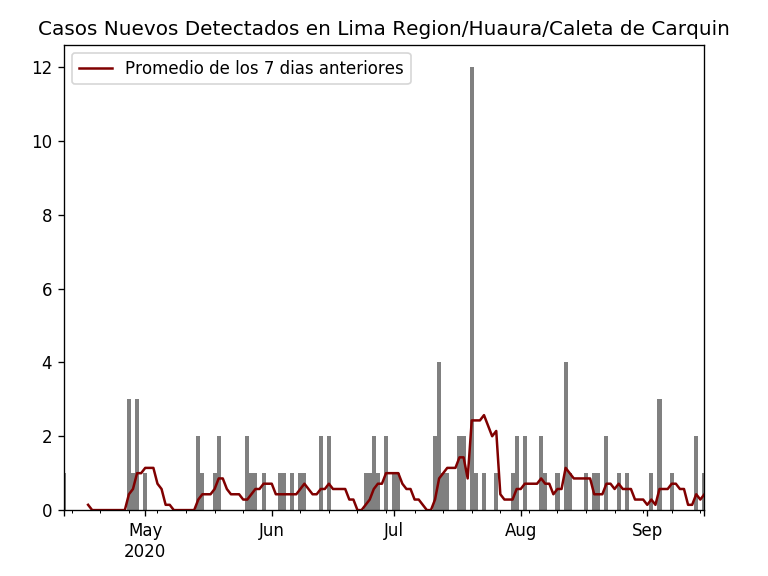 Casos Nuevos Detectados en Lima Region/Huaura/Caleta de Carquin
Promedio de los 7 dias anteriores
12
10
8
6
4
2
0
May Jun Jul Aug Sep
2020